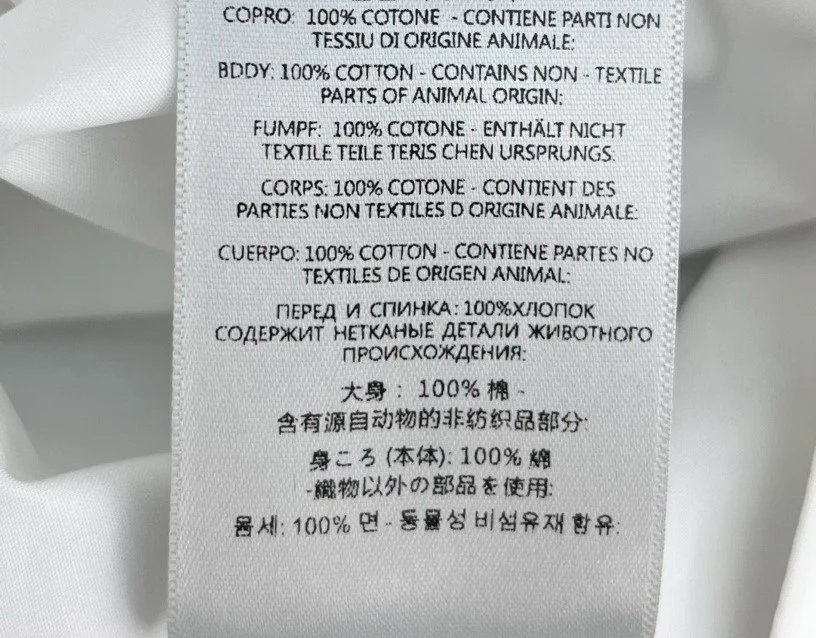 COPRO: 100% COTONE - CONTIENE PARTI NON
TESSIU DI ORIGINE ANIMALE:
BDDY: 100% COTTON - CONTAINS NON - TEXTILE
PARTS OF ANIMAL ORIGIN:
FUMPF: 100% COTONE - ENTHÄLT NICHT
TEXTILE TEILE TERIS CHEN URSPRUNGS:
CORPS: 100% COTONE - CONTIENT DES
PARTIES NON TEXTILES D ORIGINE ANIMALE:
CUERPO: 100% COTTON - CONTIENE PARTES NO
TEXTILES DE ORIGEN ANIMAL:
ПЕРЕД И СПИНКА: 100%ХЛОПОК
СОДЕРЖИТ НЕТКАНЫЕ ДЕТАЛИ ЖИВОТНОГО
ПРОИСХОЖДЕНИЯ:
大身: 100% 棉 -
含有源自动物的非纺织品部分:
身ころ (本体): 100% 綿
-織物以外の部品を使用:
몸세: 100% 면 - 동물성 비섬유재 함유: